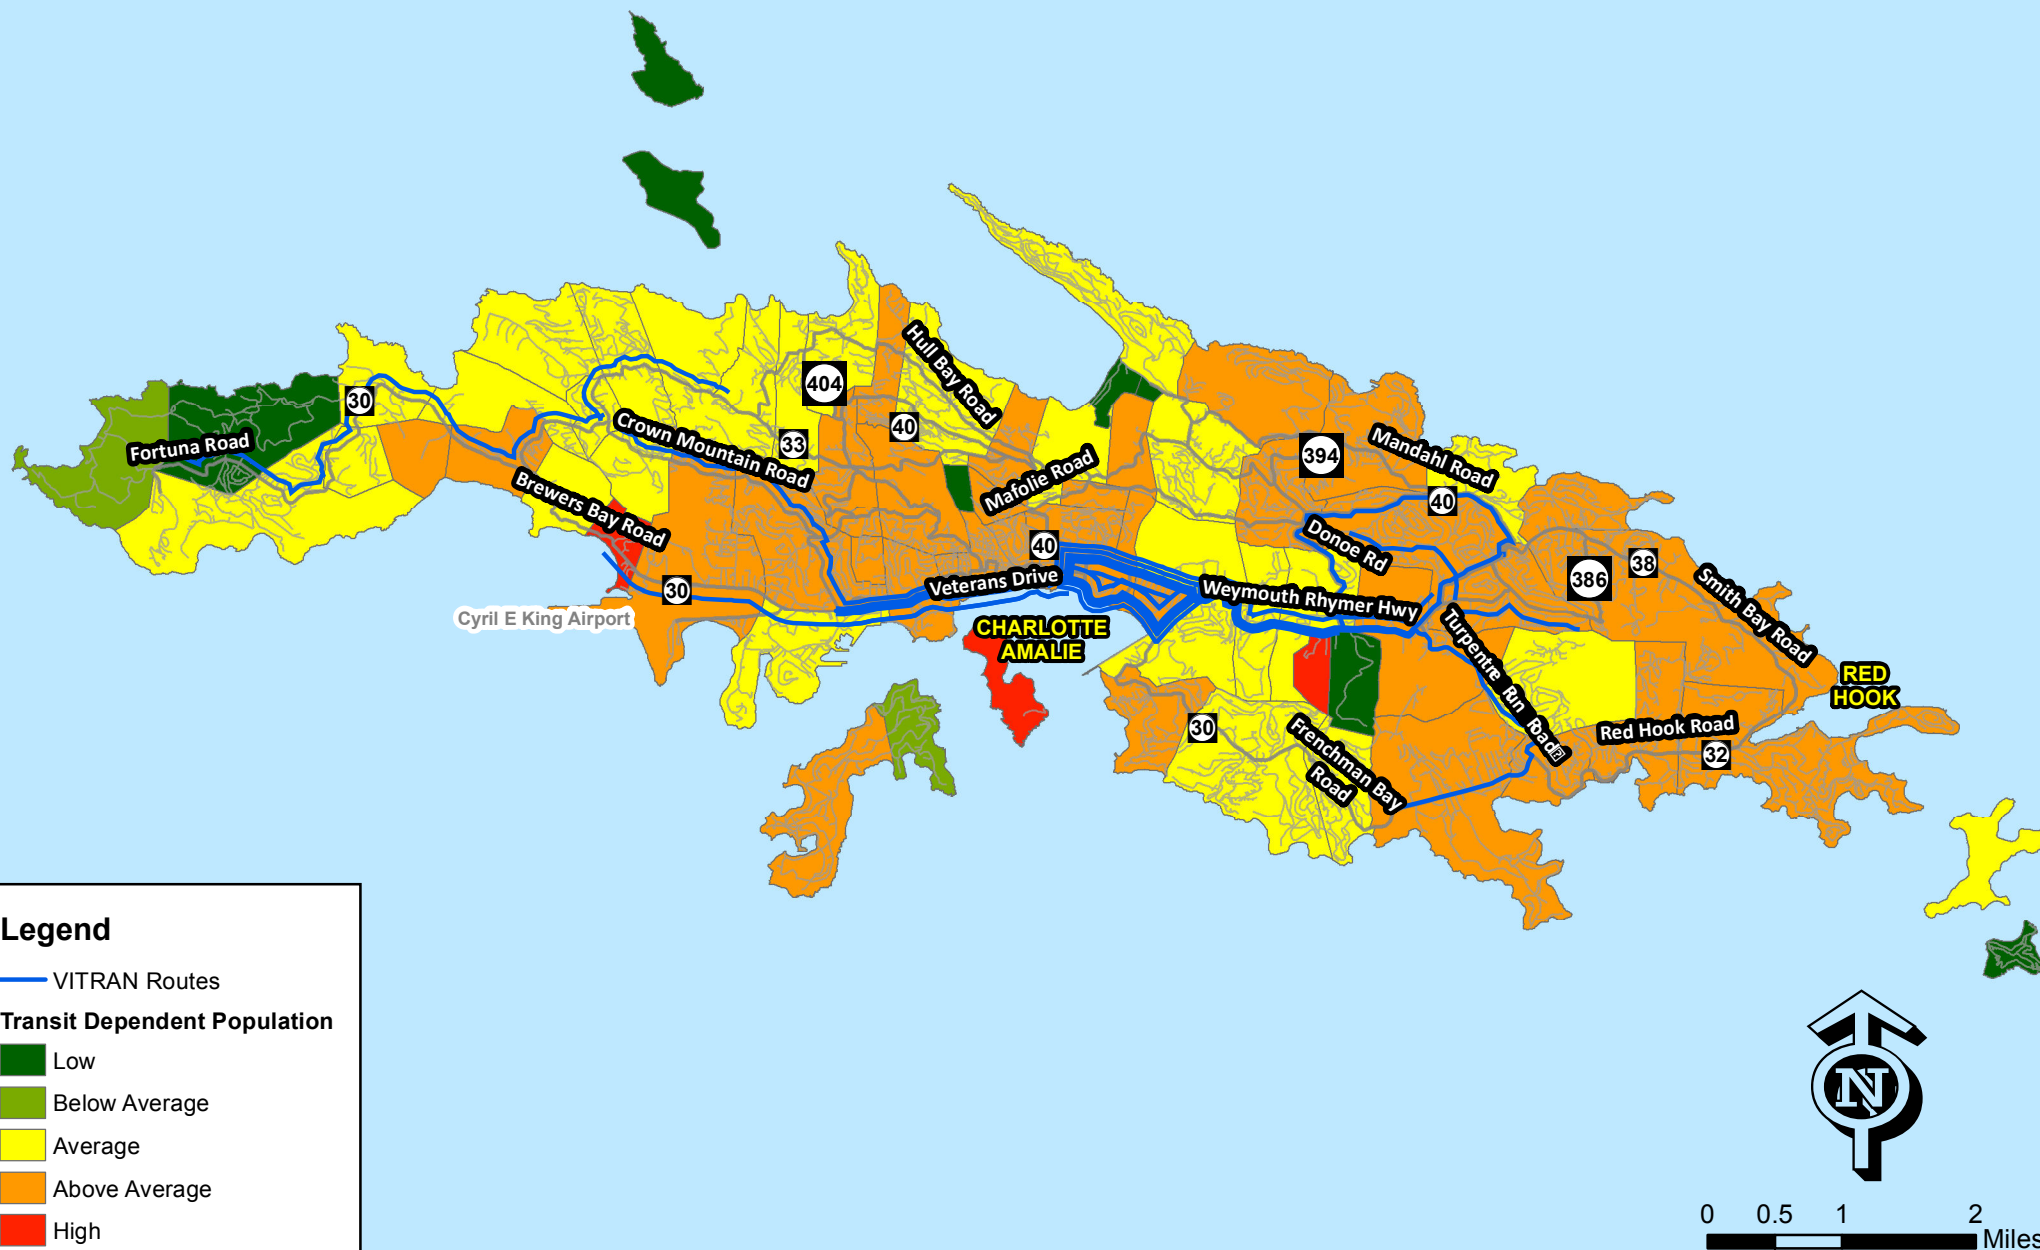 404
Hull Bay Road
30
40
Crown Mountain Road
33
Fortuna Road
Mandahl Road
394
Mafolie Road
40
Brewers Bay Road
Donoe Rd
40
38
386
Smith Bay Road
Veterans Drive
30
Weymouth Rhymer Hwy
Cyril E King Airport
CHARLOTTE
AMALIE
Turpentne Run Road
RED
HOOK
30
Frenchman Bay
Road
Red Hook Road
32
Legend
VITRAN Routes
Transit Dependent Population
Low
Below Average
Average
Above Average
High
N
0 0.5 1 2
Miles